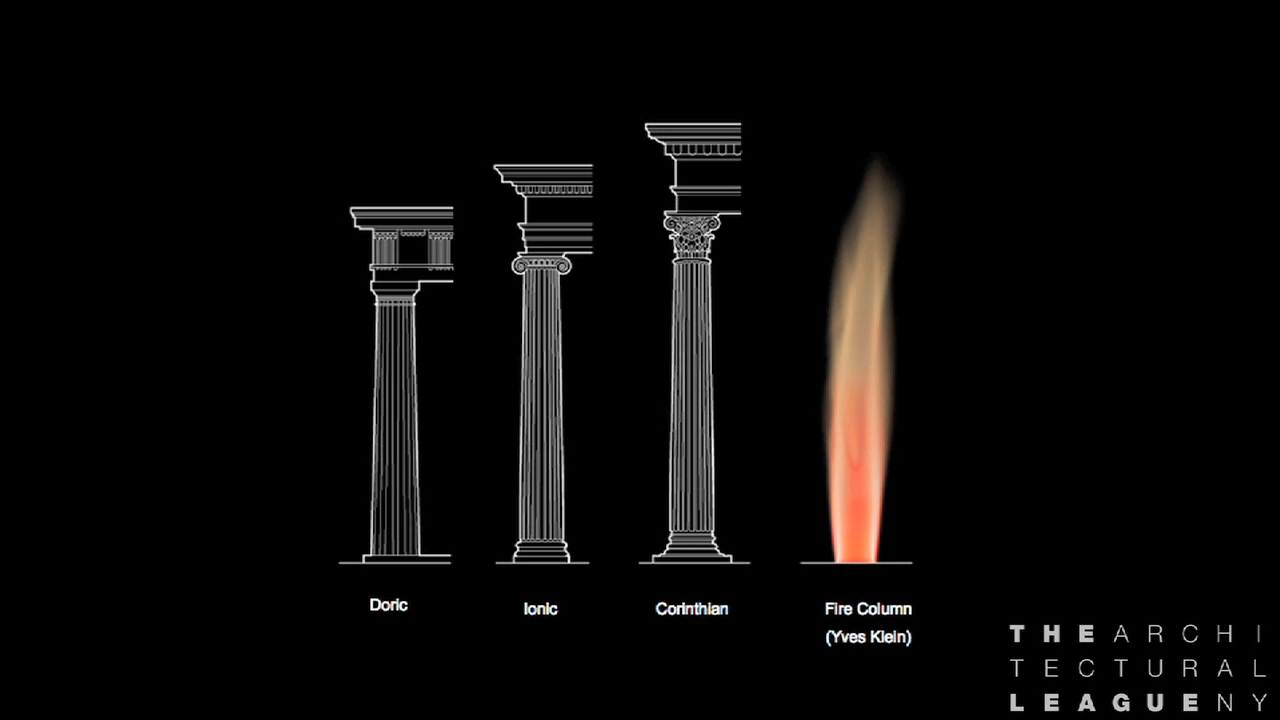 Doric
Ionic
Corinthian
Fire Column
(Yves Klein)
THE ARCHI
TECTURAL
LEAGUE NY